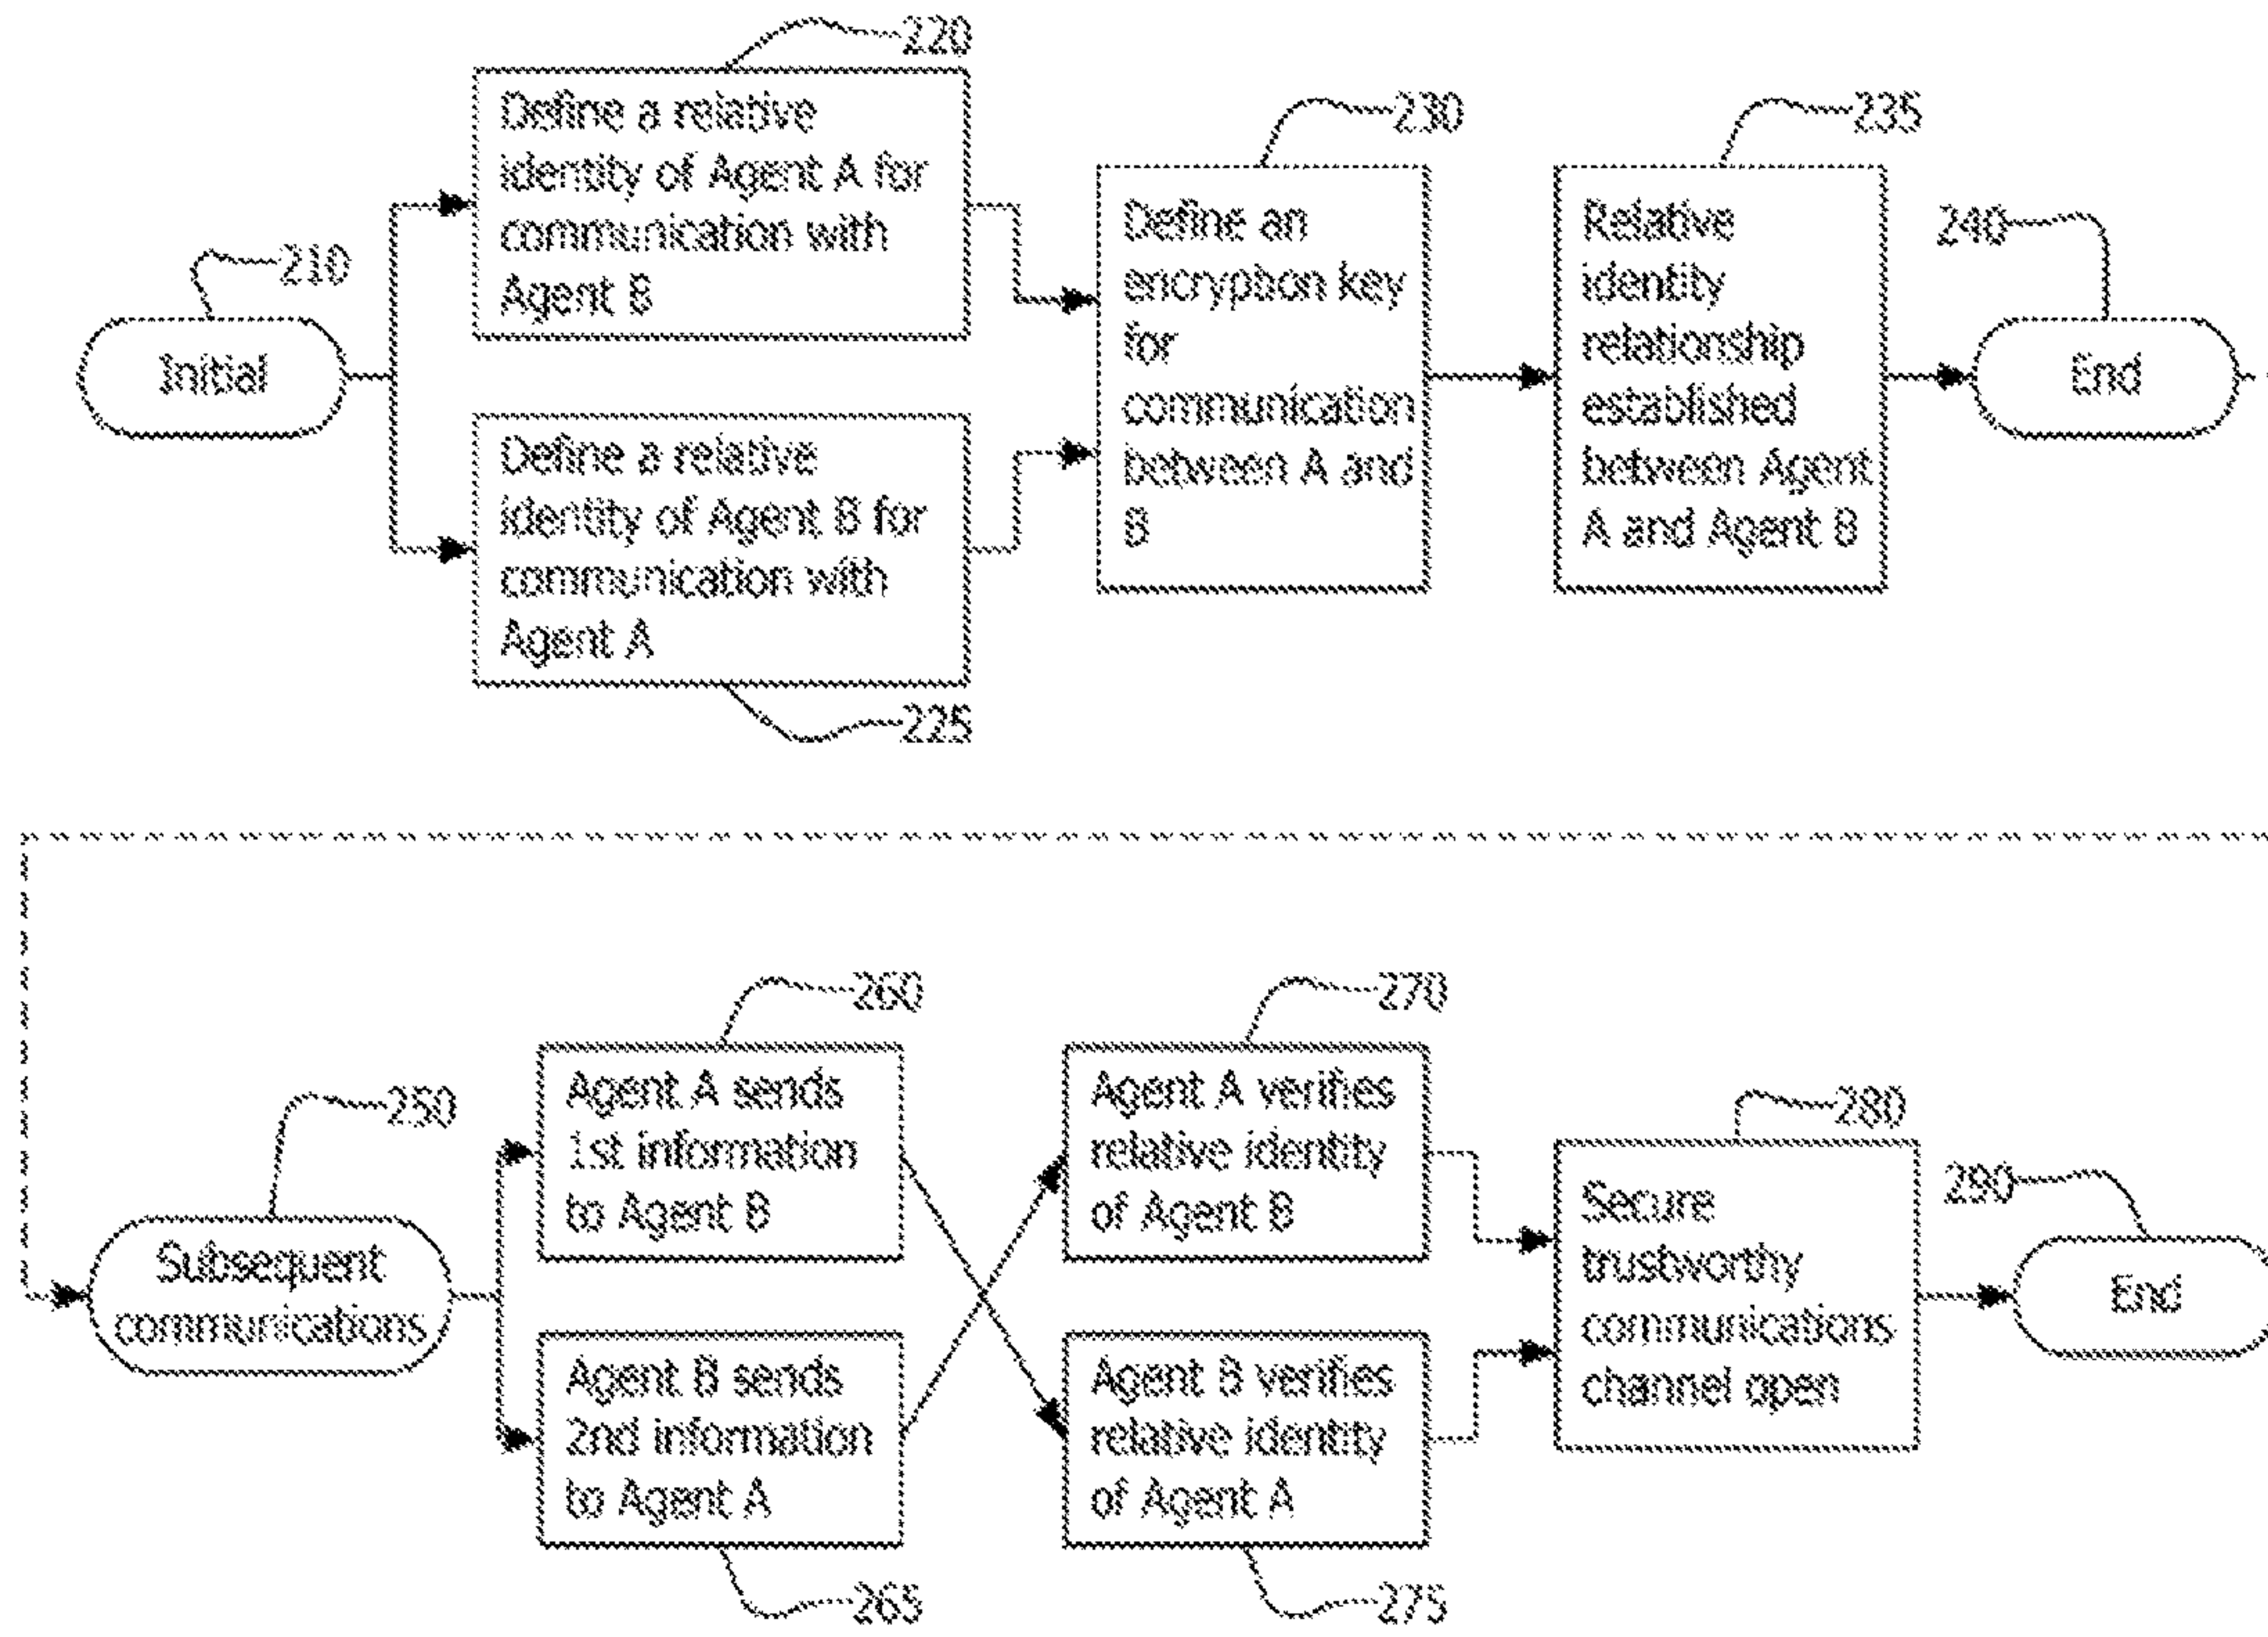 220
Define a relative
identity of Agent A for
communication with
Agent B
230
Define an
encryption key
for
communication
between A and
B
235
Relative
identity
relationship
established
between Agent
A and Agent B
240
End
210
Initial
Define a relative
identity of Agent B for
communication with
Agent A
225
250
Subsequent
communications
260
Agent A sends
1st information
to Agent B
Agent B sends
2nd information
to Agent A
265
270
Agent A verifies
relative identity
of Agent B
Agent B verifies
relative identity
of Agent A
275
280
Secure
trustworthy
communications
channel open
290
End